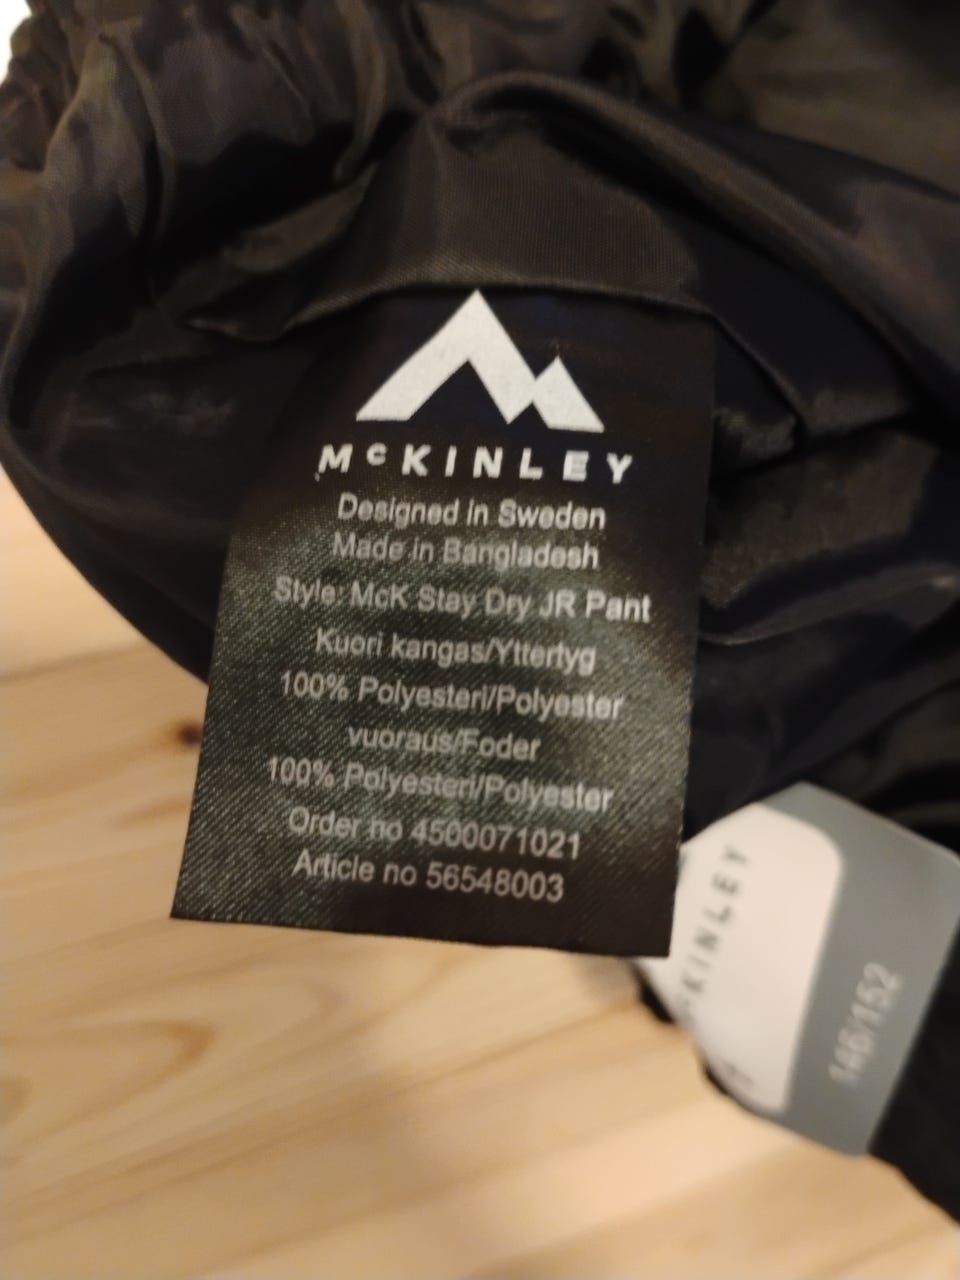 McKINLEY
Designed in Sweden
Made in Bangladesh
Style: McK Stay Dry JR Pant
Kuori kangas/Yttertyg
100% Polyesteri/Polyester
vuoraus/Foder
100% Polyesteri/Polyester
Order no 4500071021
Article no 56548003
McKINLEY
146/152